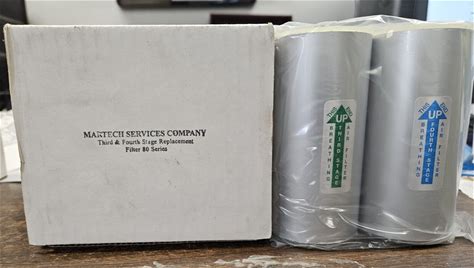 MARTECH SERVICES COMPANY
Third & Fourth Stage Replacement
Filter 80 Series
THIS
UP
THIRD-STAGE
BREATHING
AIR FILTER
THIS
UP
FOURTH-STAGE
BREATHING
AIR FILTER